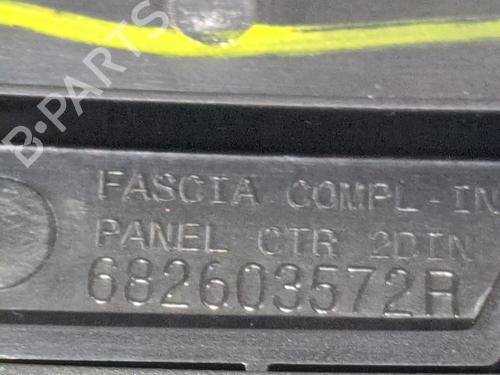 B-PARTS
FASCIA COMPL-IN
PANEL CTR 2DIN
682603572R